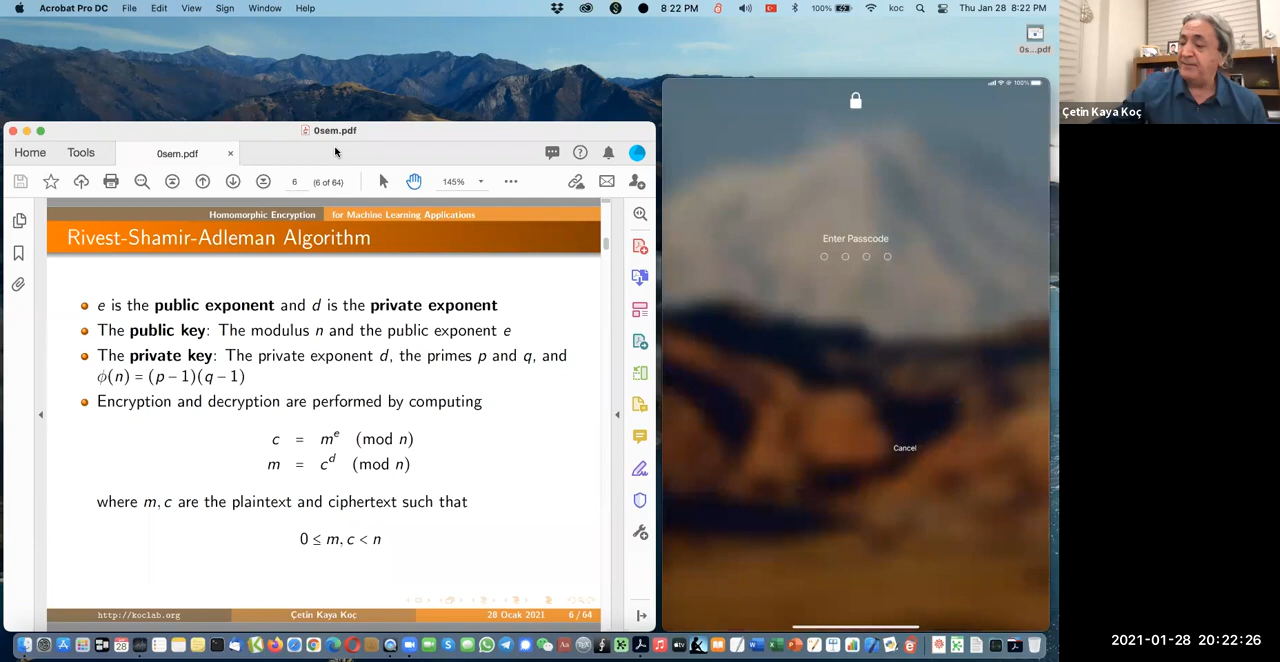 Acrobat Pro DC File Edit View Sign Window Help 8:22 PM 100% koc Thu Jan 28 8:22 PM
0s...pdf
Çetin Kaya Koç
0sem.pdf
Home Tools 0sem.pdf ×
6 (6 of 64) 145%
Homomorphic Encryption for Machine Learning Applications
Rivest-Shamir-Adleman Algorithm
e is the public exponent and d is the private exponent
The public key: The modulus n and the public exponent e
The private key: The private exponent d, the primes p and q, and
ϕ(n) = (p − 1)(q − 1)
Encryption and decryption are performed by computing
c = m^e (mod n)
m = c^d (mod n)
where m, c are the plaintext and ciphertext such that
0 ≤ m, c < n
http://koclab.org Çetin Kaya Koç 28 Ocak 2021 6 / 64
100%
Enter Passcode
Cancel
2021-01-28 20:22:26